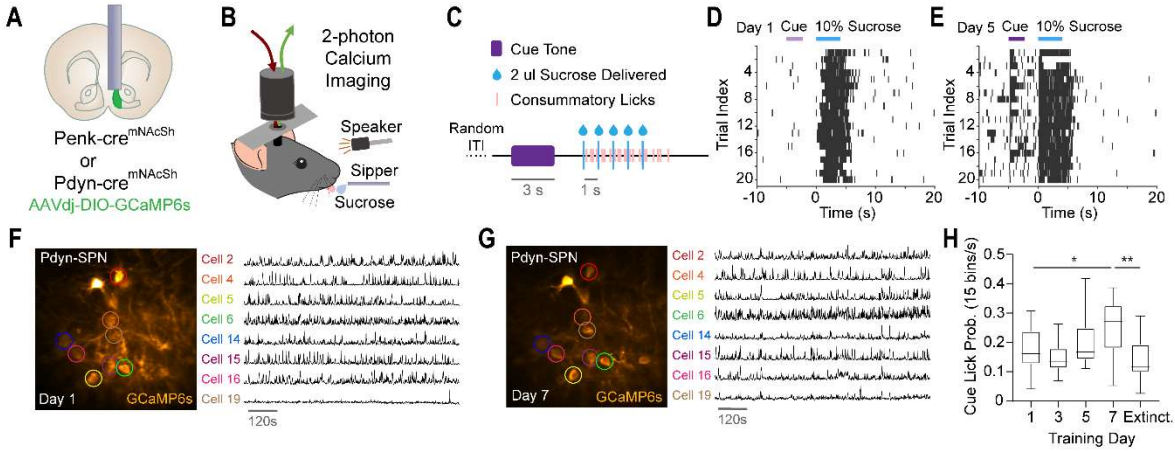 A
Penk-cre mNAcSh
or
Pdyn-cre mNAcSh
AAVdj-DIO-GCaMP6s
B
2-photon
Calcium
Imaging
Speaker
Sipper
Sucrose
C
Cue Tone
2 ul Sucrose Delivered
Consummatory Licks
Random
ITI
3 s
1 s
D
Day 1 Cue 10% Sucrose
Trial Index
0
4
8
12
16
20
-10 0 10 20
Time (s)
E
Day 5 Cue 10% Sucrose
Trial Index
0
4
8
12
16
20
-10 0 10 20
Time (s)
F
Pdyn-SPN
Day 1 GCaMP6s
Cell 2
Cell 4
Cell 5
Cell 6
Cell 14
Cell 15
Cell 16
Cell 19
120s
G
Pdyn-SPN
Day 7 GCaMP6s
Cell 2
Cell 4
Cell 5
Cell 6
Cell 14
Cell 15
Cell 16
Cell 19
120s
H
Cue Lick Prob. (15 bins/s)
0.5
0.4
0.3
0.2
0.1
0
* **
1 3 5 7 Extinct.
Training Day